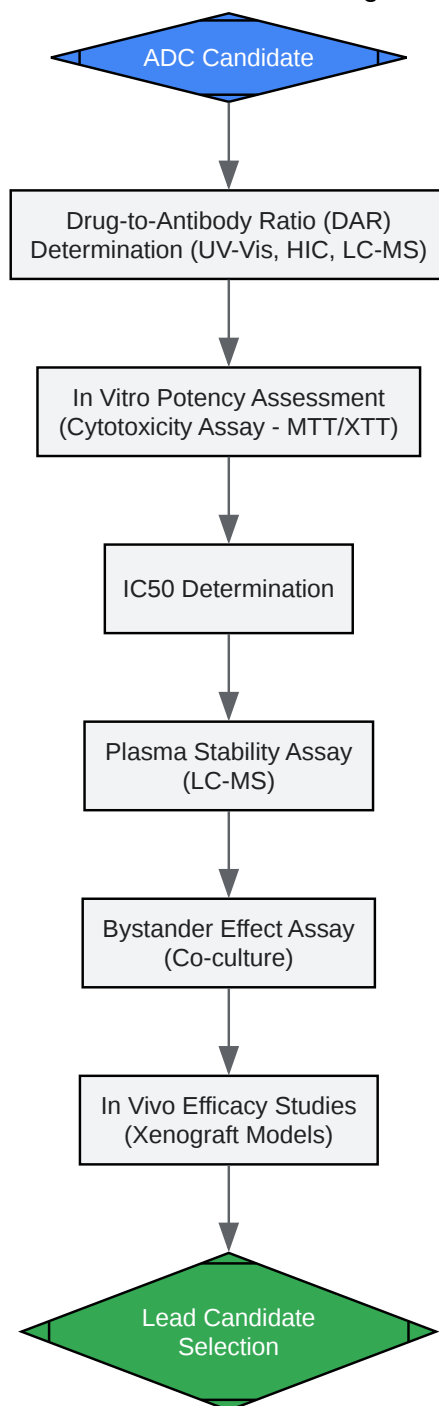 ADC Candidate
Drug-to-Antibody Ratio (DAR)
Determination (UV-Vis, HIC, LC-MS)
In Vitro Potency Assessment
(Cytotoxicity Assay - MTT/XTT)
IC50 Determination
Plasma Stability Assay
(LC-MS)
Bystander Effect Assay
(Co-culture)
In Vivo Efficacy Studies
(Xenograft Models)
Lead Candidate
Selection